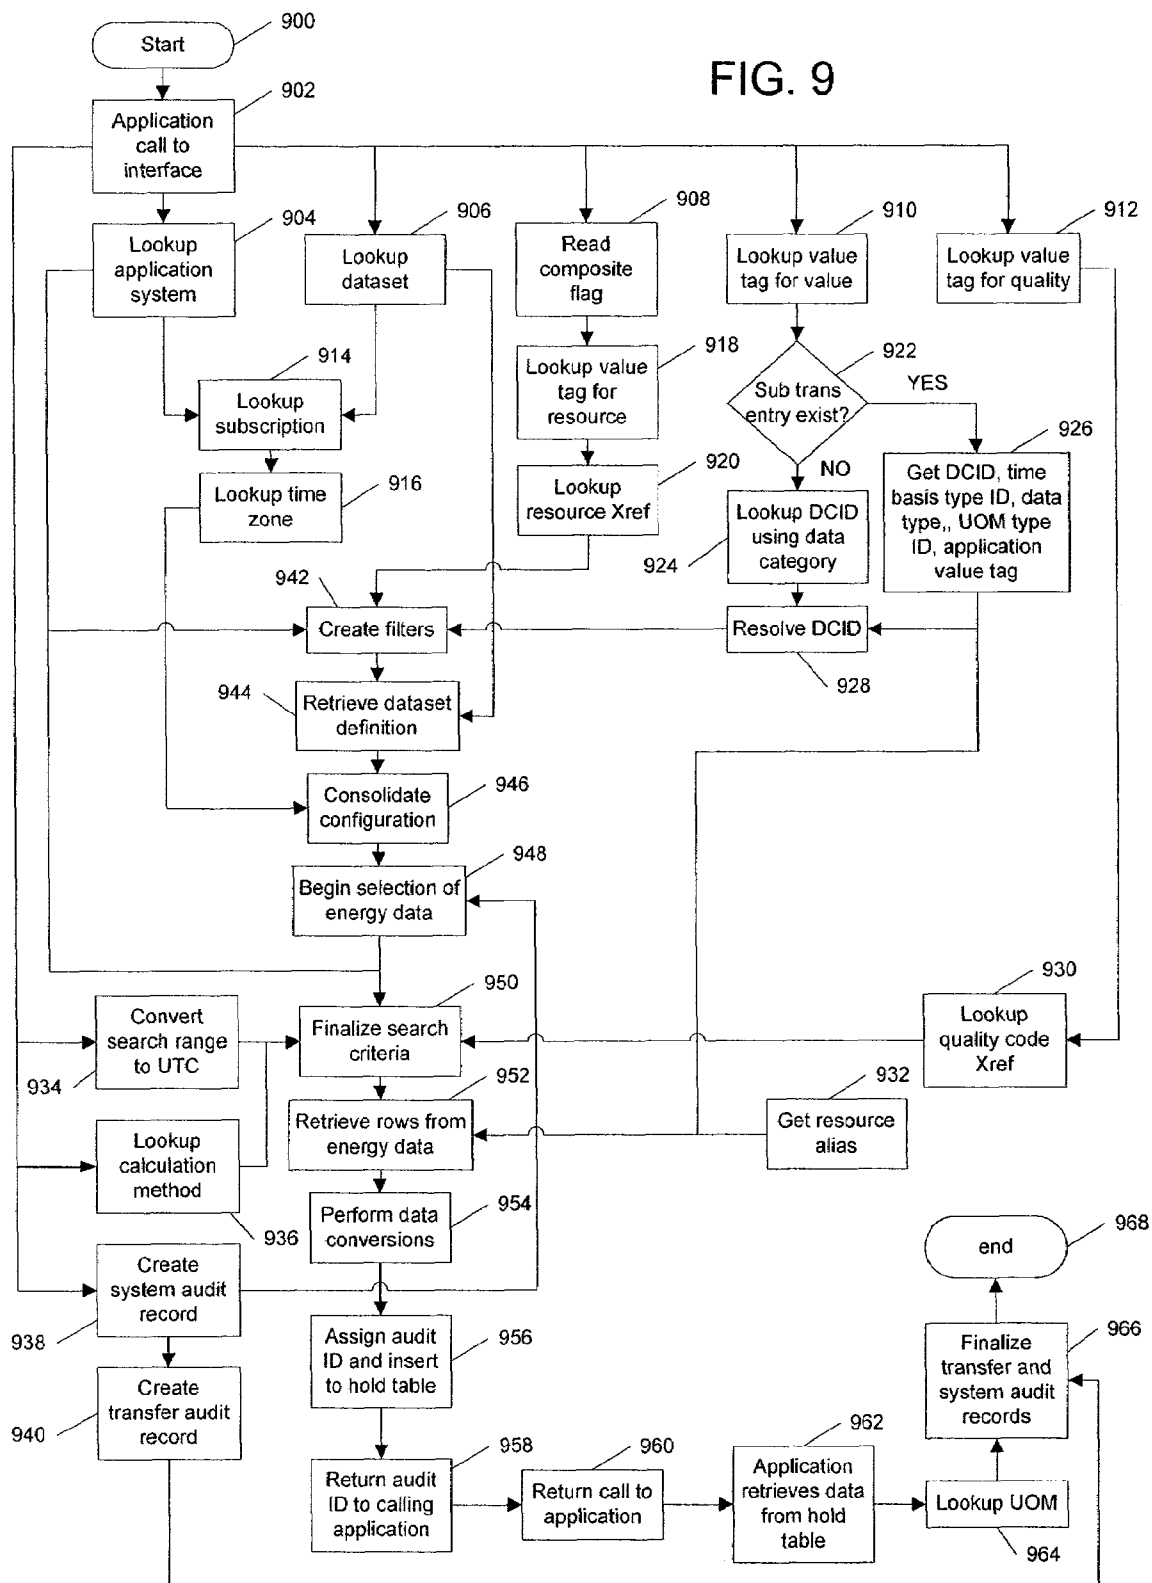 900
Start
FIG. 9
902
Application
call to
interface
904
Lookup
application
system
906
Lookup
dataset
908
Read
composite
flag
910
Lookup value
tag for value
912
Lookup value
tag for quality
914
Lookup
subscription
918
Lookup value
tag for
resource
922
Sub trans
entry exist?
YES
NO
916
Lookup time
zone
920
Lookup
resource Xref
924
Lookup DCID
using data
category
926
Get DCID, time
basis type ID, data
type,, UOM type
ID, application
value tag
942
Create filters
Resolve DCID
928
944
Retrieve dataset
definition
Consolidate
configuration
946
948
Begin selection of
energy data
950
Finalize search
criteria
930
Lookup
quality code
Xref
Convert
search range
to UTC
934
952
Retrieve rows from
energy data
932
Get resource
alias
Lookup
calculation
method
936
Perform data
conversions
954
968
end
Create
system audit
record
938
Assign audit
ID and insert
to hold table
956
Finalize
transfer and
system audit
records
966
Create
transfer audit
record
940
958
Return audit
ID to calling
application
960
Return call to
application
962
Application
retrieves data
from hold
table
Lookup UOM
964